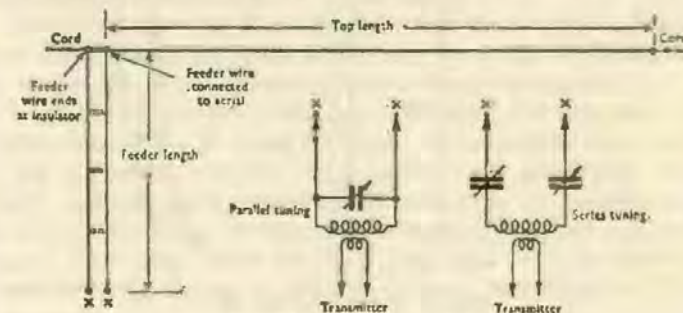 Top length
Cord
Feeder
wire ends
at insulator
Feeder wire
connected
to aerial
Feeder length
X X
X X
X
Parallel tuning
Series tuning.
Transmitter
Transmitter